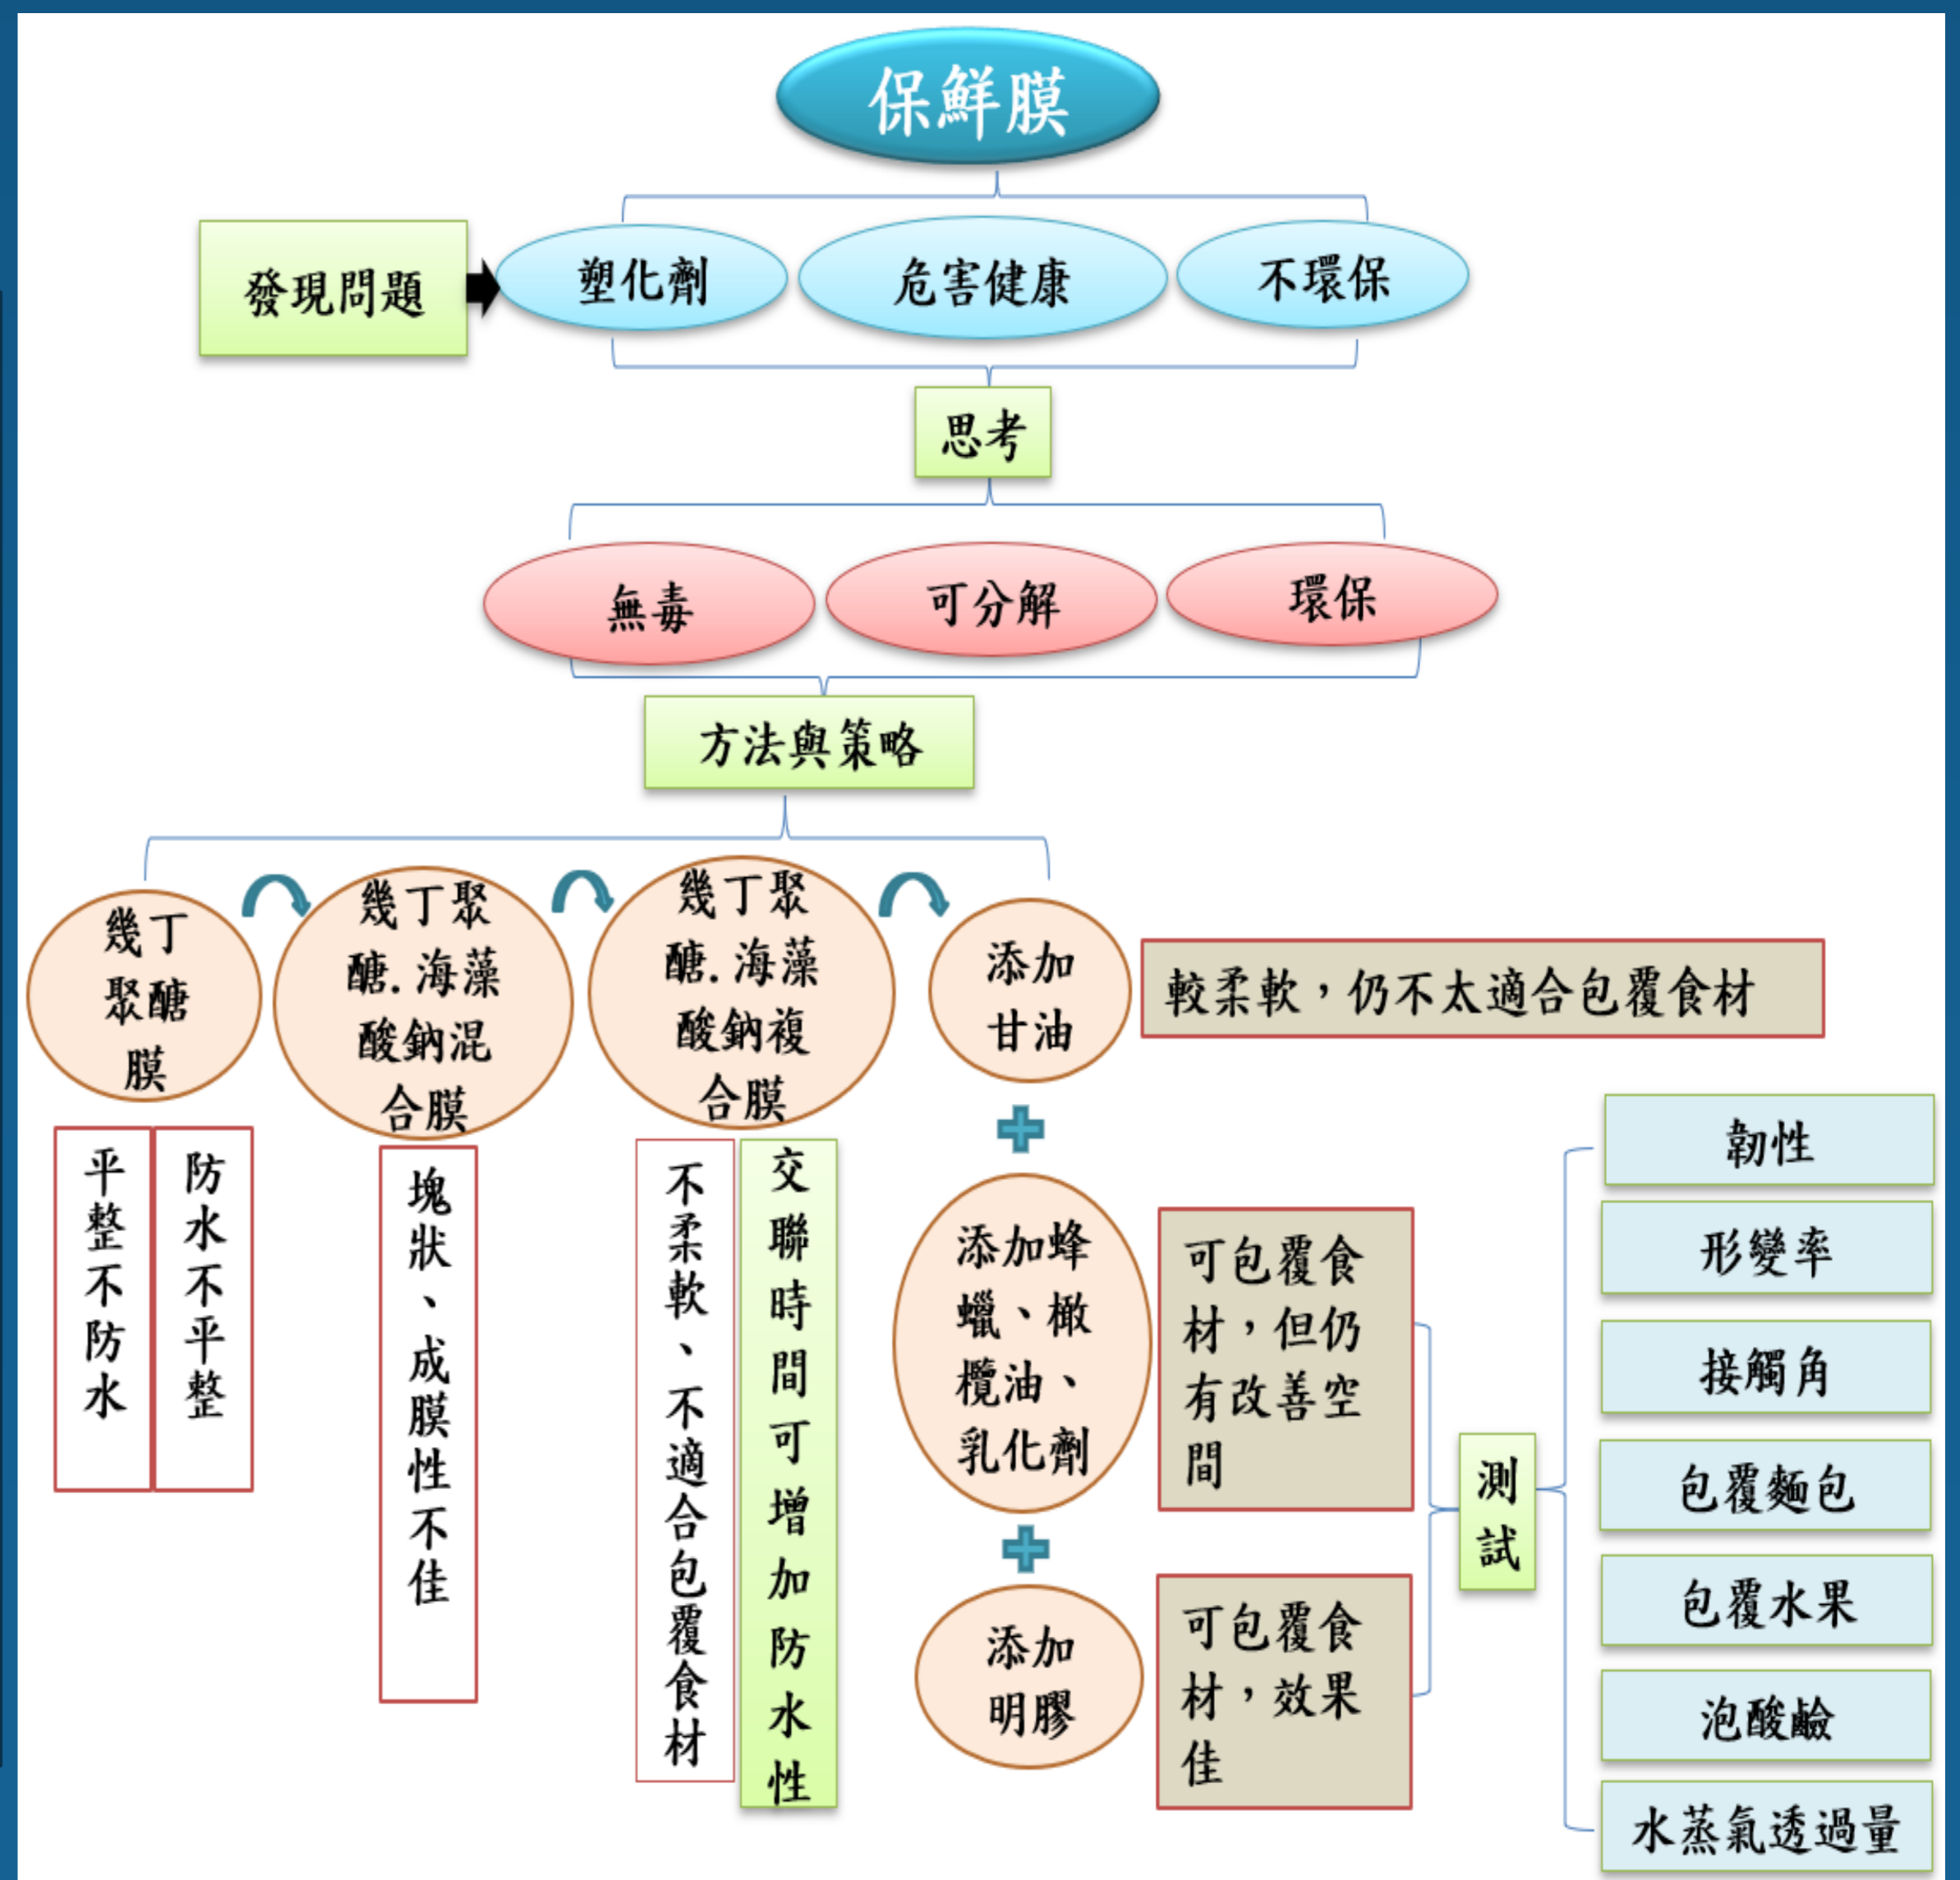 保鮮膜
發現問題
塑化劑
危害健康
不環保
思考
無毒
可分解
環保
方法與策略
幾丁
聚醣
膜
幾丁聚
醣.海藻
酸鈉混
合膜
幾丁聚
醣.海藻
酸鈉複
合膜
添加
甘油
較柔軟，仍不太適合包覆食材
平整不防水
防水不平整
塊狀、成膜性不佳
不柔軟、不適合包覆食材
交聯時間可增加防水性
添加蜂
蠟、橄
欖油、
乳化劑
可包覆食
材，但仍
有改善空
間
添加
明膠
可包覆食
材，效果
佳
測
試
韌性
形變率
接觸角
包覆麵包
包覆水果
泡酸鹼
水蒸氣透過量